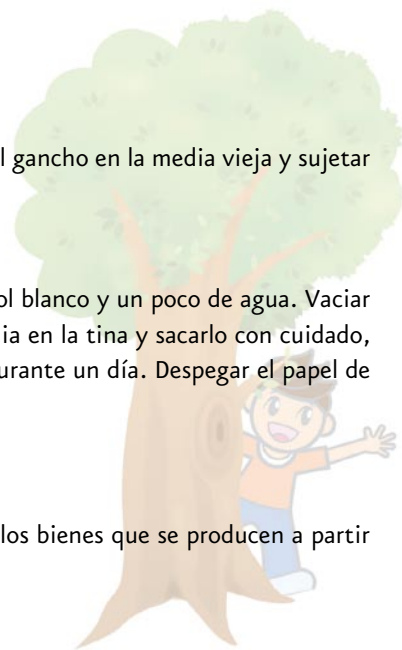 l gancho en la media vieja y sujetar
ol blanco y un poco de agua. Vaciar
ia en la tina y sacarlo con cuidado,
urante un día. Despegar el papel de
los bienes que se producen a partir